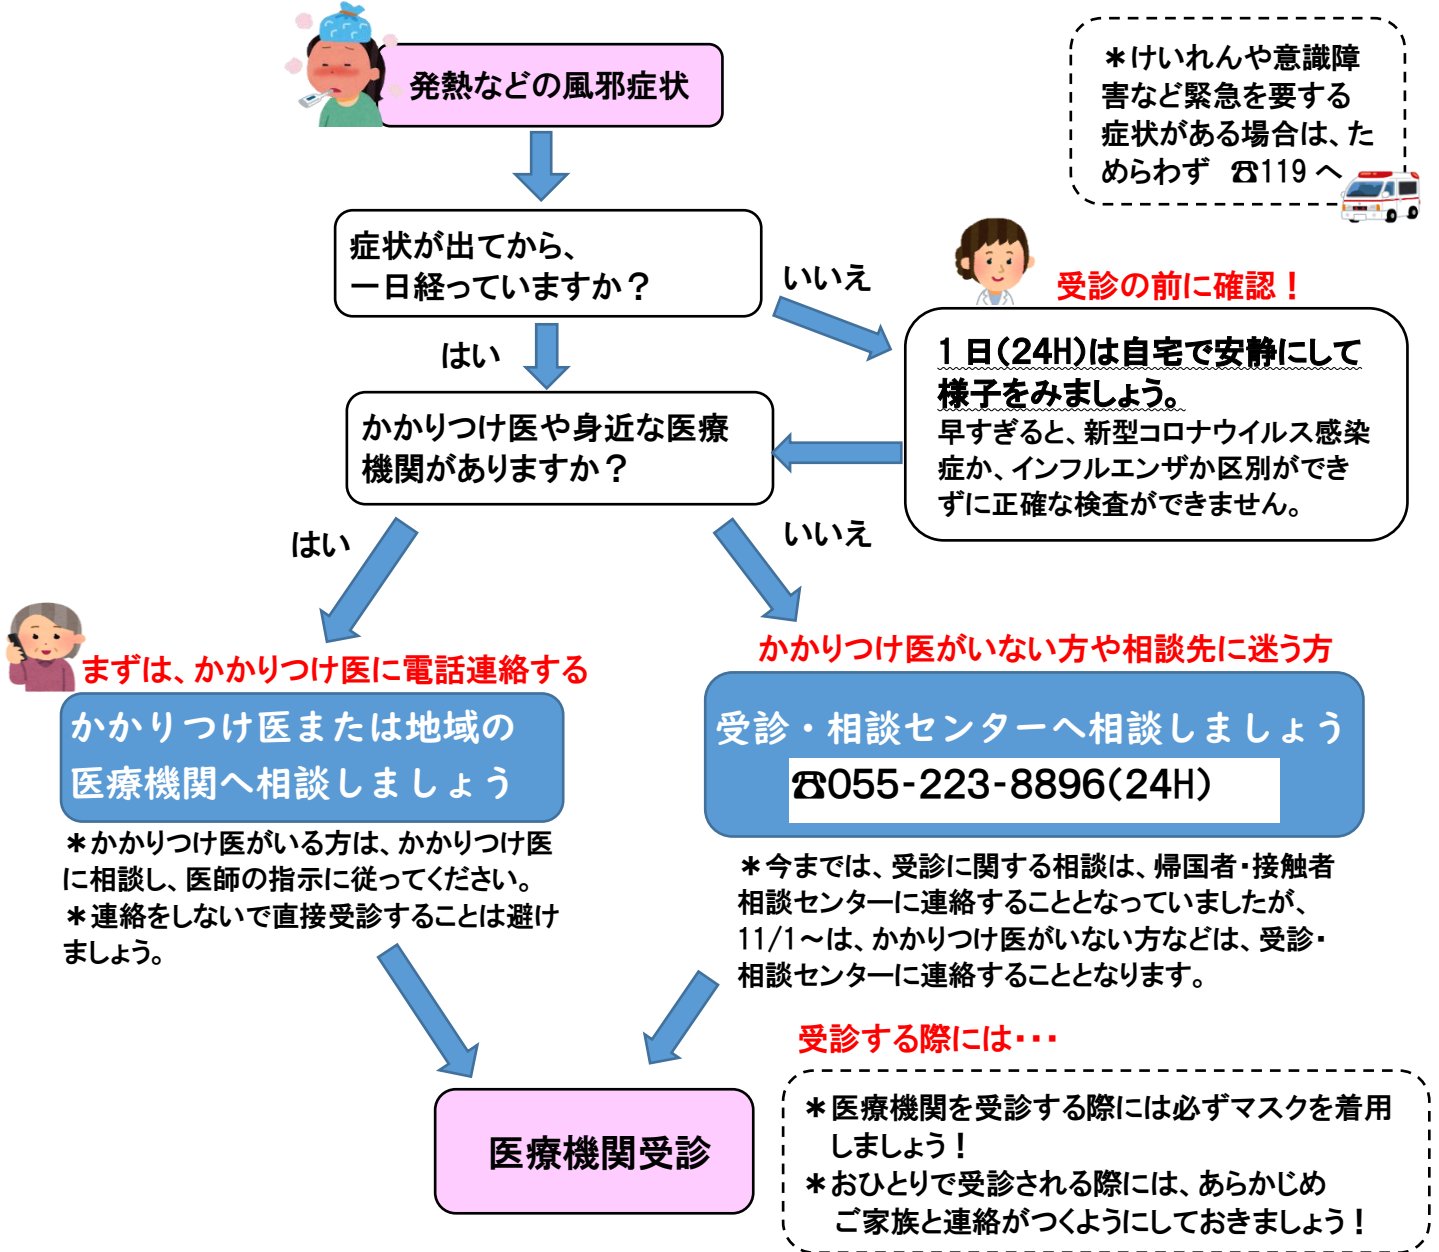 発熱などの風邪症状
＊けいれんや意識障
害など緊急を要する
症状がある場合は、た
めらわず ☎119 へ
症状が出てから、
一日経っていますか？
いいえ
はい
受診の前に確認！
1 日(24H)は自宅で安静にして
様子をみましょう。
早すぎると、新型コロナウイルス感染
症か、インフルエンザか区別ができ
ずに正確な検査ができません。
かかりつけ医や身近な医療
機関がありますか？
はい
いいえ
まずは、かかりつけ医に電話連絡する
かかりつけ医または地域の
医療機関へ相談しましょう
＊かかりつけ医がいる方は、かかりつけ医
に相談し、医師の指示に従ってください。
＊連絡をしないで直接受診することは避け
ましょう。
かかりつけ医がいない方や相談先に迷う方
受診・相談センターへ相談しましょう
☎055-223-8896(24H)
＊今までは、受診に関する相談は、帰国者・接触者
相談センターに連絡することとなっていましたが、
11/1～は、かかりつけ医がいない方などは、受診・
相談センターに連絡することとなります。
医療機関受診
受診する際には・・・
＊医療機関を受診する際には必ずマスクを着用
しましょう！
＊おひとりで受診される際には、あらかじめ
ご家族と連絡がつくようにしておきましょう！